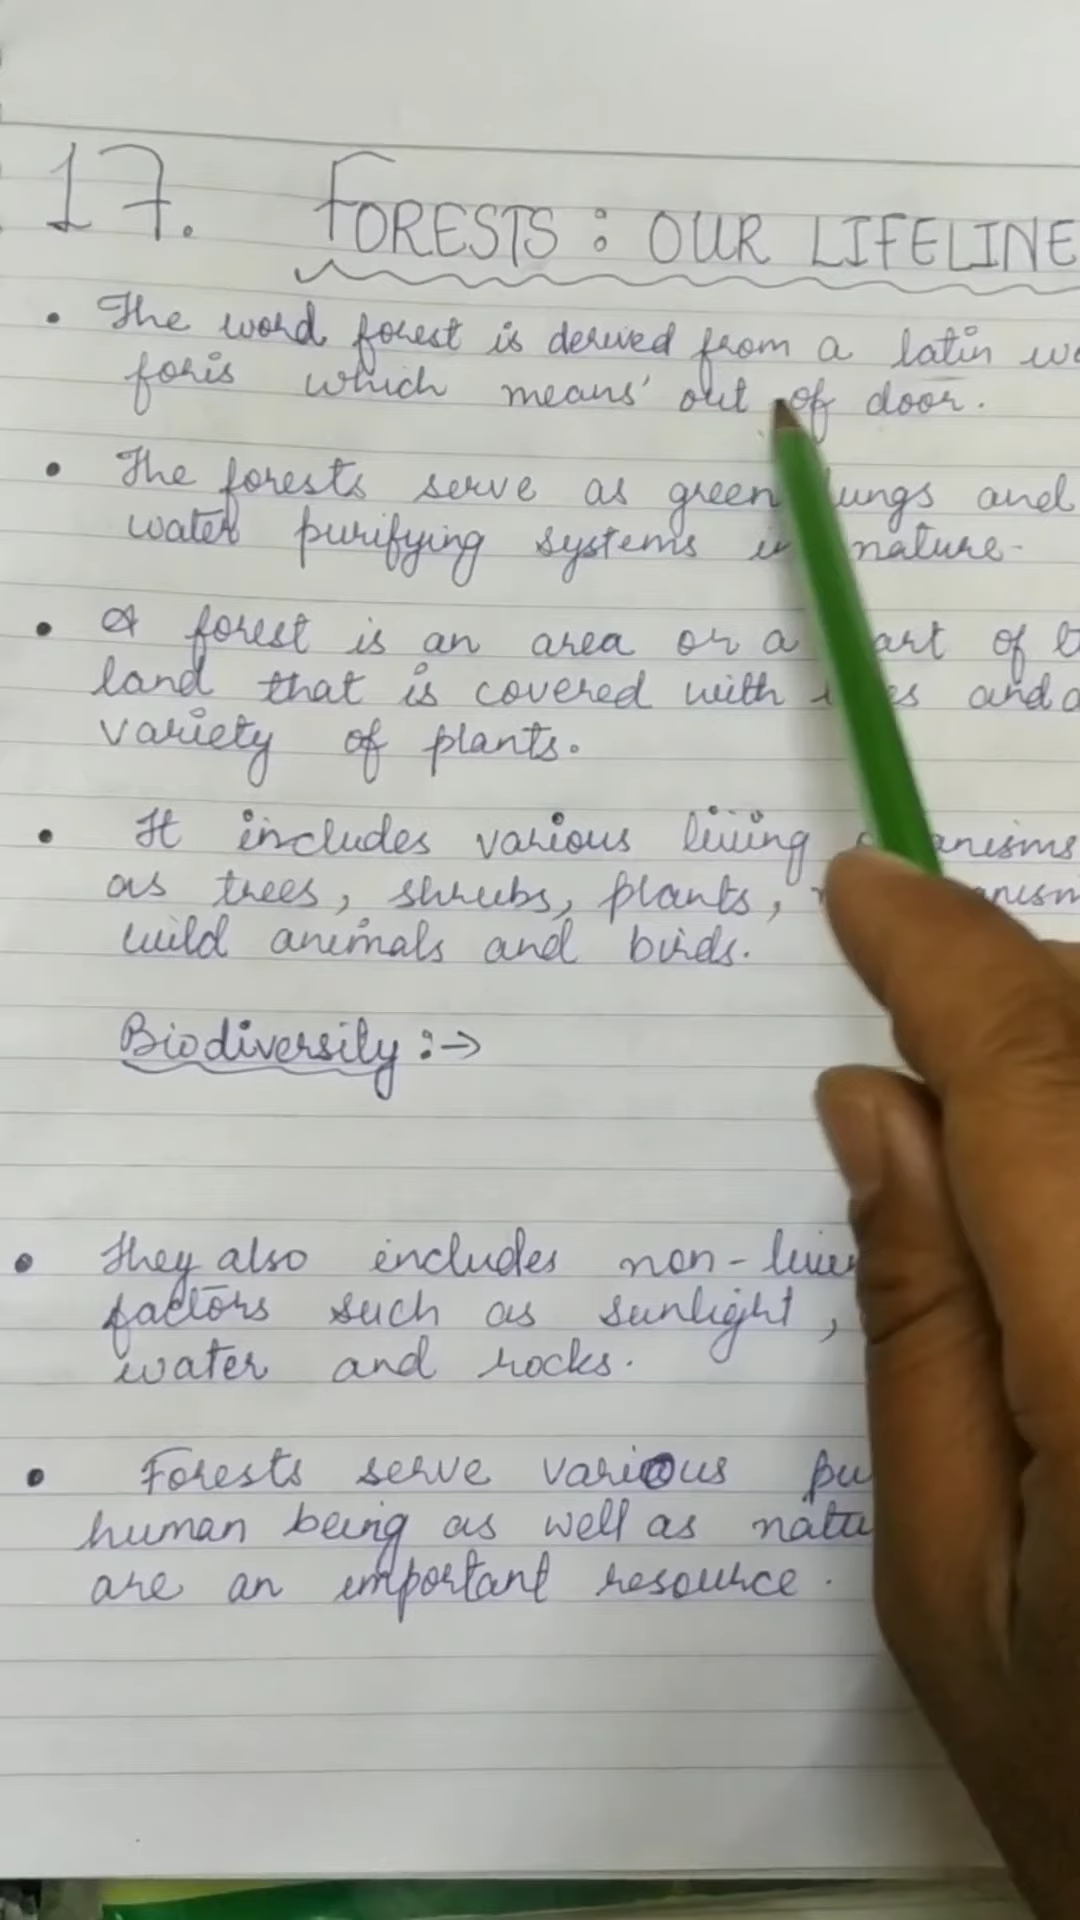 17. FORESTS : OUR LIFELINE
• The word forest is derived from a latin
foris which means' out of door.
• The forests serve as green lungs and
water purifying systems in nature.
• A forest is an area or a part of
land that is covered with and a
variety of plants.
• It includes various living
as trees, shrubs, plants,
wild animals and birds.
Biodiversity :→
• They also includes non-
factors such as sunlight,
water and rocks.
• Forests serve various
human being as well as
are an important resource.